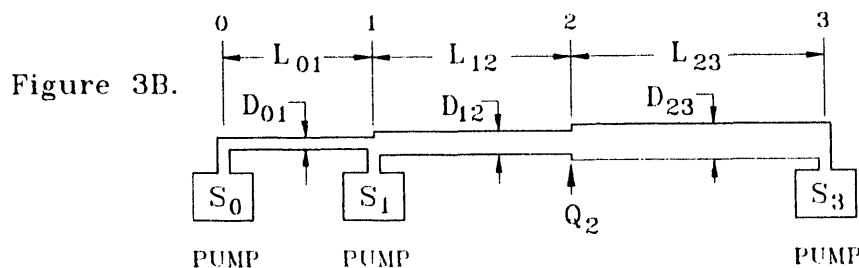 0 1 2 3
L01 L12 L23
Figure 3B.
D01 D12 D23
S0 S1 S3
Q2
PUMP PUMP PUMP